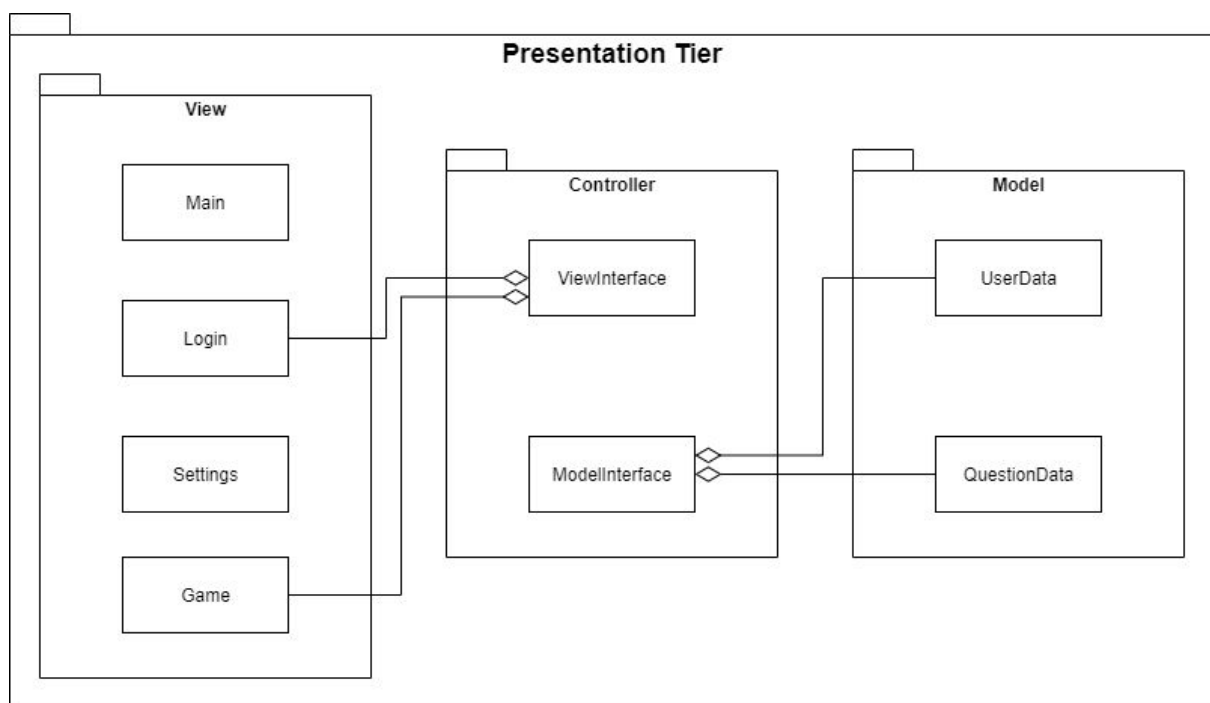 Presentation Tier
View
Main
Login
Settings
Game
Controller
ViewInterface
ModelInterface
Model
UserData
QuestionData